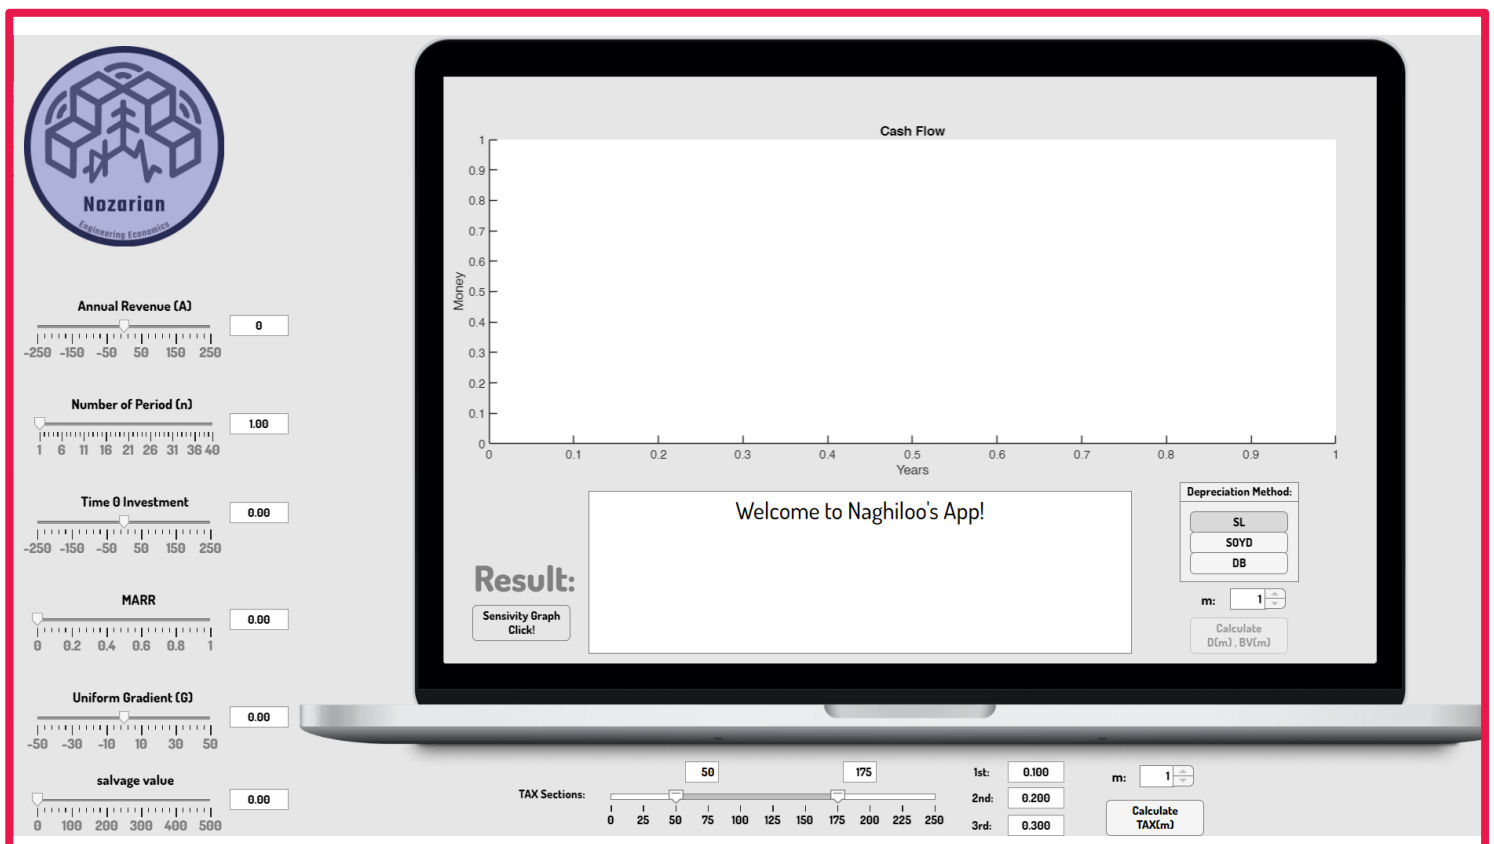 Nozarian
Engineering Economics
Annual Revenue (A)
0
-250 -150 -50 50 150 250
Number of Period (n)
1.00
1 6 11 16 21 26 31 36 40
Time 0 Investment
0.00
-250 -150 -50 50 150 250
MARR
0.00
0 0.2 0.4 0.6 0.8 1
Uniform Gradient (G)
0.00
-50 -30 -10 10 30 50
salvage value
0.00
0 100 200 300 400 500
Cash Flow
Money
1
0.9
0.8
0.7
0.6
0.5
0.4
0.3
0.2
0.1
0
0 0.1 0.2 0.3 0.4 0.5 0.6 0.7 0.8 0.9 1
Years
Result:
Sensivity Graph
Click!
Welcome to Naghiloo's App!
Depreciation Method:
SL
SOYD
DB
m: 1
Calculate
D(m) , BV(m)
TAX Sections:
50 175
0 25 50 75 100 125 150 175 200 225 250
1st: 0.100
2nd: 0.200
3rd: 0.300
m: 1
Calculate
TAX(m)